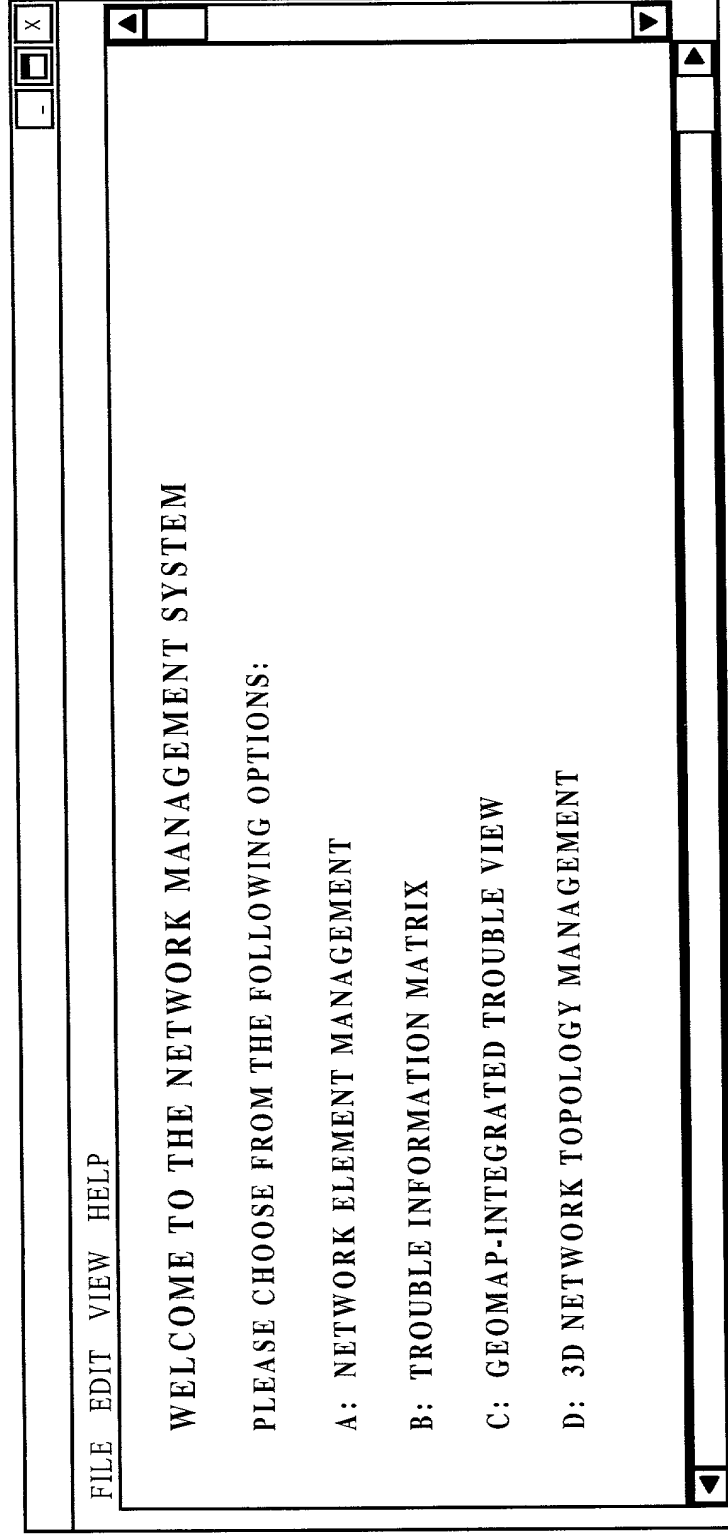 - X
FILE EDIT VIEW HELP
WELCOME TO THE NETWORK MANAGEMENT SYSTEM
PLEASE CHOOSE FROM THE FOLLOWING OPTIONS:
A: NETWORK ELEMENT MANAGEMENT
B: TROUBLE INFORMATION MATRIX
C: GEOMAP-INTEGRATED TROUBLE VIEW
D: 3D NETWORK TOPOLOGY MANAGEMENT